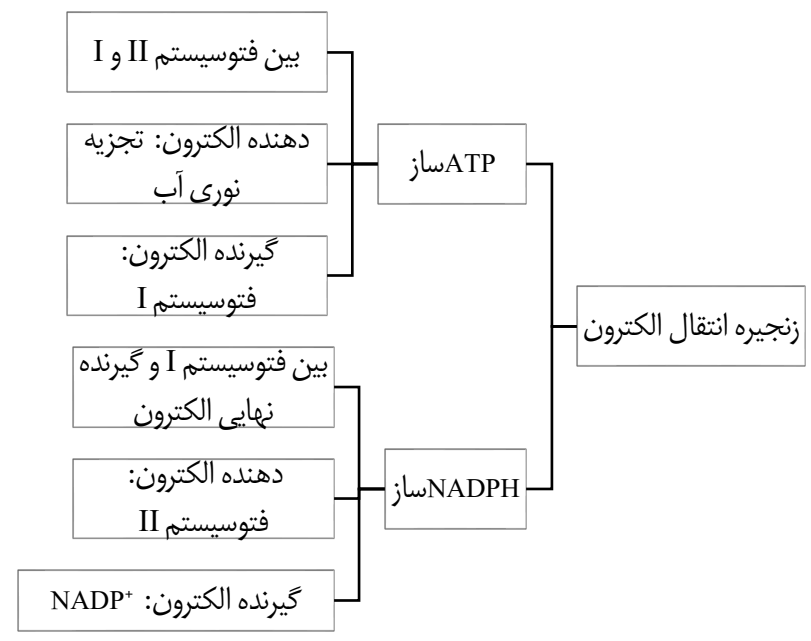 زنجیره انتقال الکترون
ATPساز
بین فتوسیستم II و I
دهنده الکترون: تجزیه
نوری آب
گیرنده الکترون:
فتوسیستم I
NADPHساز
بین فتوسیستم I و گیرنده
نهایی الکترون
دهنده الکترون:
فتوسیستم II
گیرنده الکترون: NADP⁺